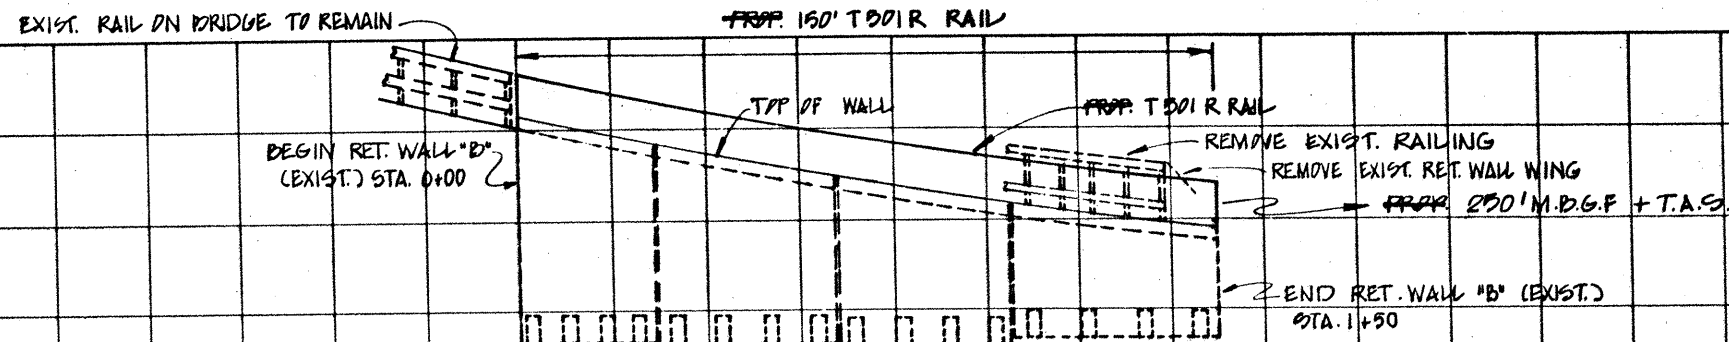 EXIST. RAIL ON BRIDGE TO REMAIN
PROP. 150' T501R RAIL
TOP OF WALL
PROP. T501R RAIL
REMOVE EXIST. RAILING
BEGIN RET. WALL "B"
(EXIST.) STA. 0+00
REMOVE EXIST. RET. WALL WING
PROP. 250' M.B.G.F + T.A.S.
END RET. WALL "B" (EXIST.)
STA. 1+50